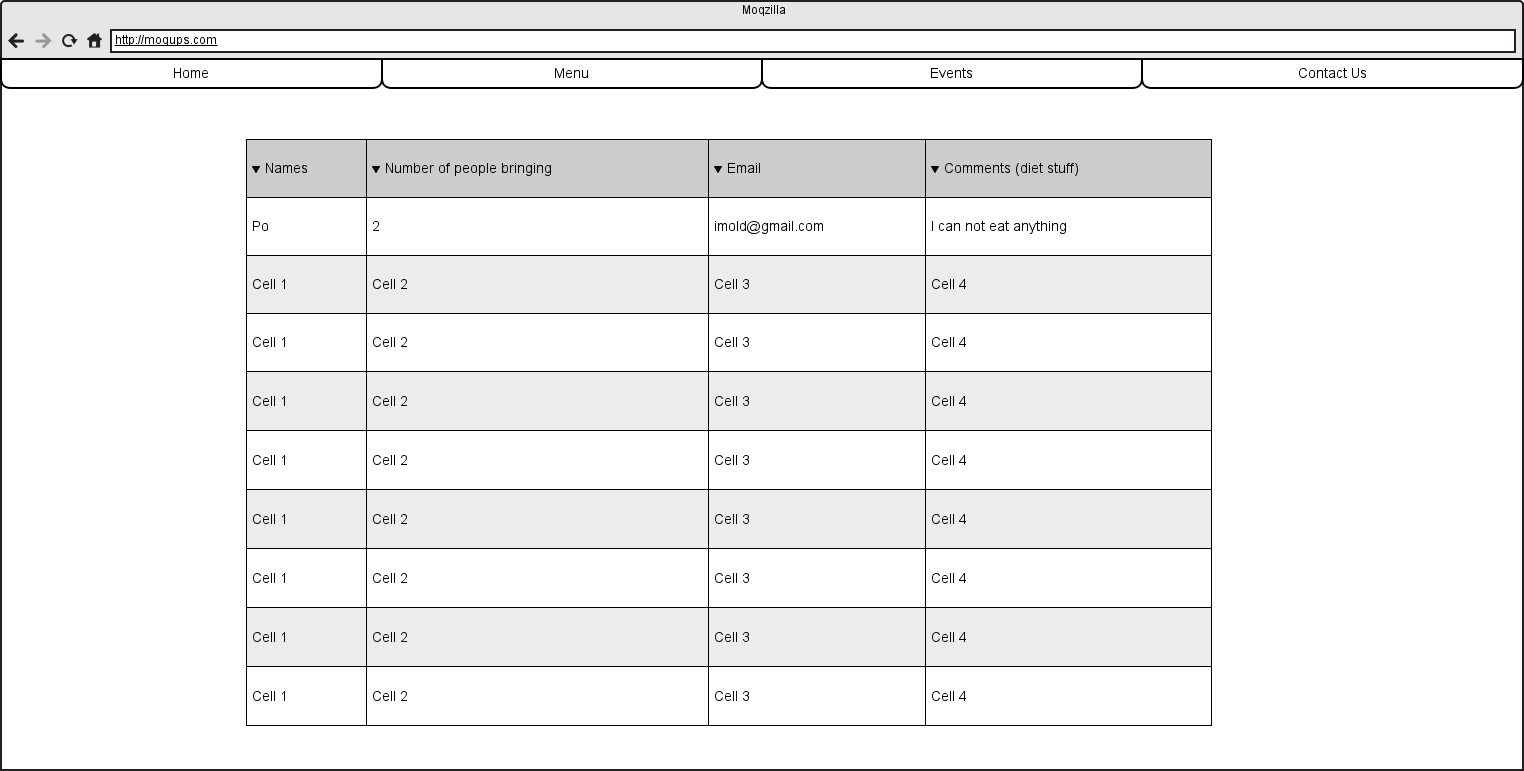 Moqzilla
http://moqups.com
Home Menu Events Contact Us
Names Number of people bringing Email Comments (diet stuff)
Po 2 imold@gmail.com I can not eat anything
Cell 1 Cell 2 Cell 3 Cell 4
Cell 1 Cell 2 Cell 3 Cell 4
Cell 1 Cell 2 Cell 3 Cell 4
Cell 1 Cell 2 Cell 3 Cell 4
Cell 1 Cell 2 Cell 3 Cell 4
Cell 1 Cell 2 Cell 3 Cell 4
Cell 1 Cell 2 Cell 3 Cell 4
Cell 1 Cell 2 Cell 3 Cell 4